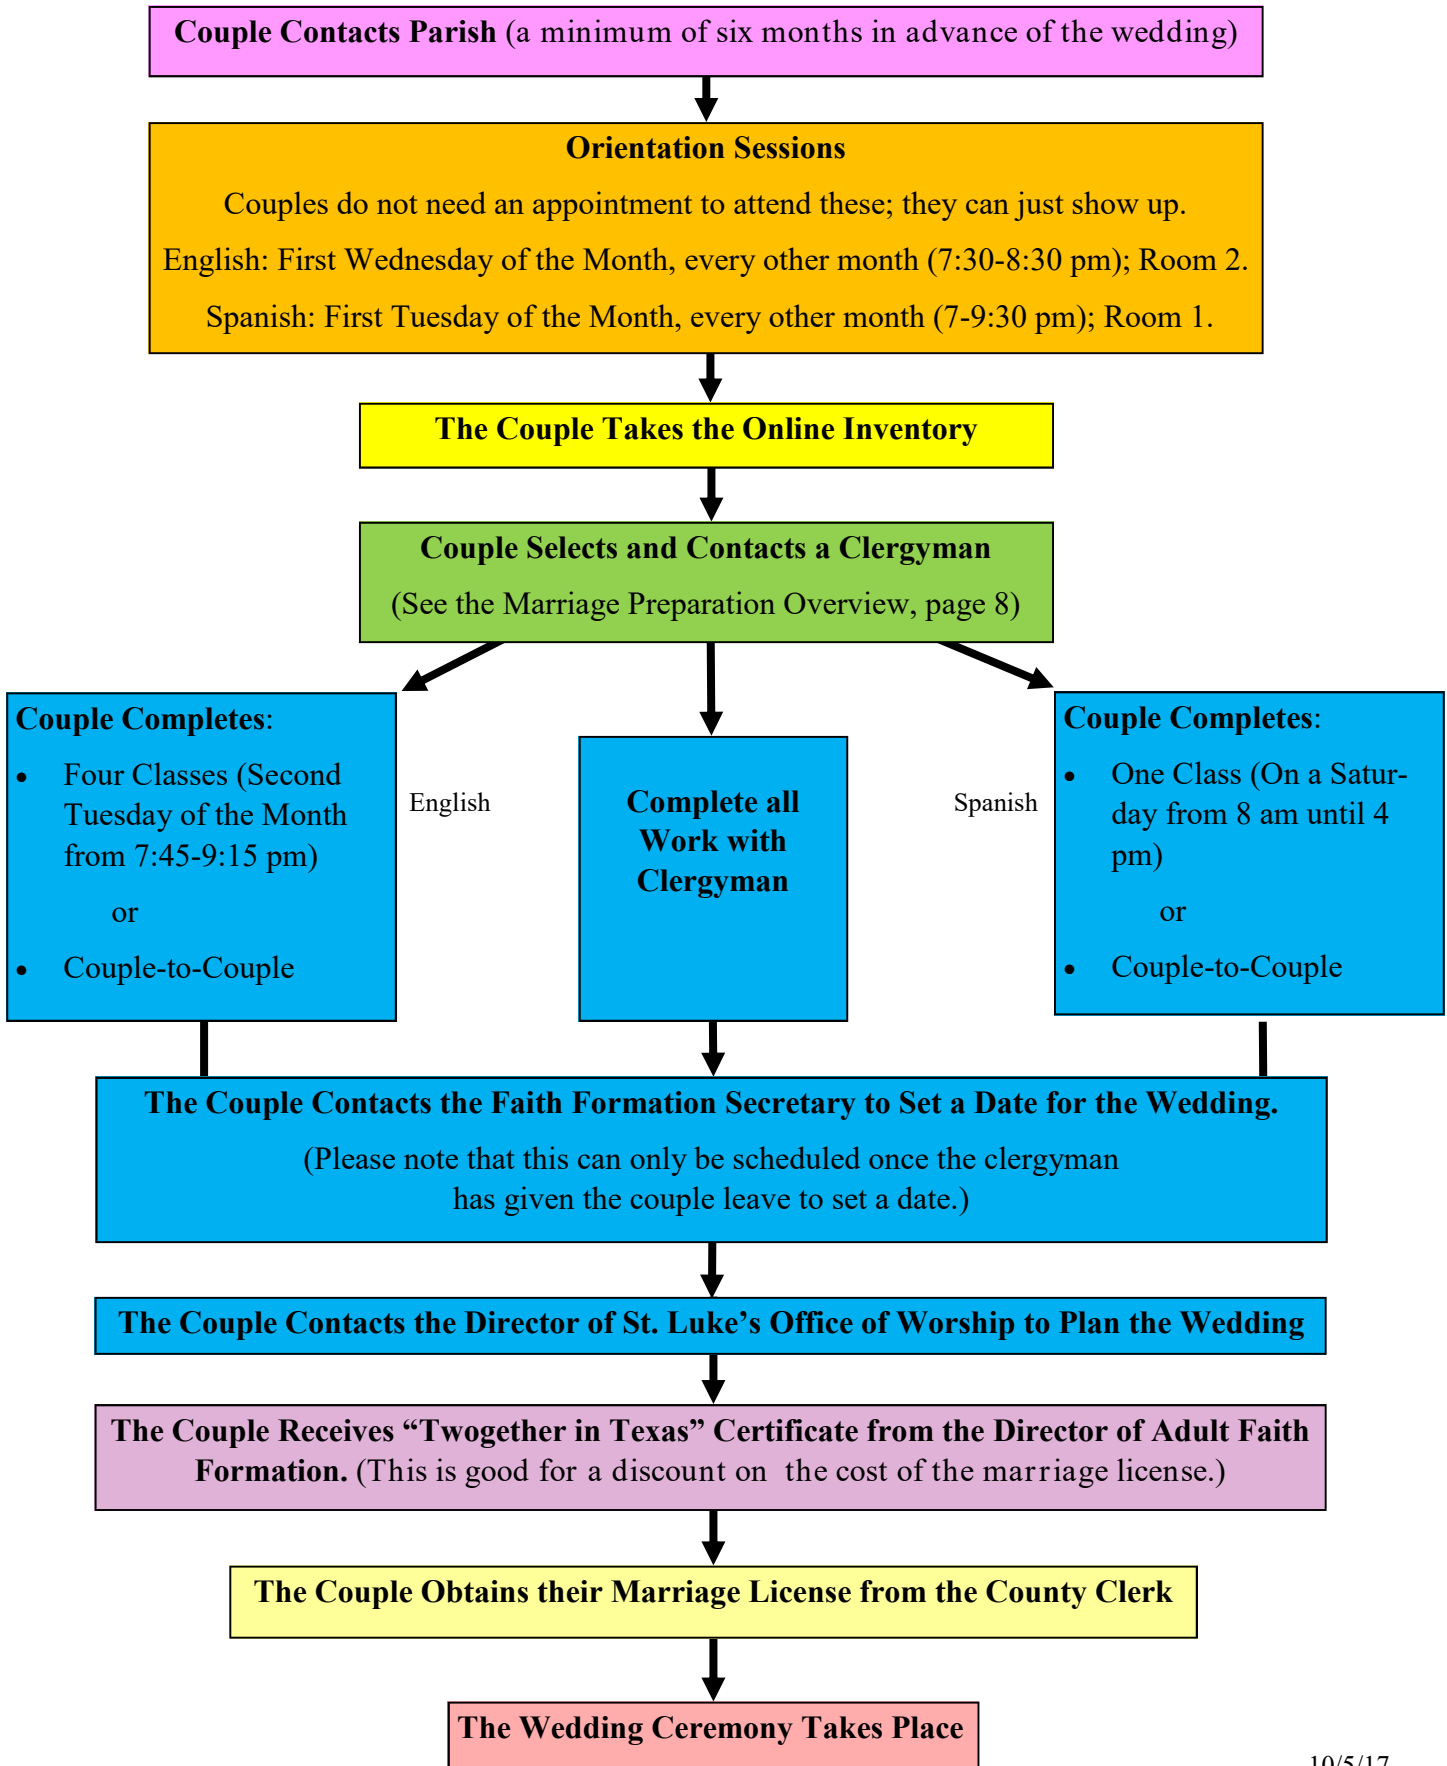 Couple Contacts Parish (a minimum of six months in advance of the wedding)
Orientation Sessions
Couples do not need an appointment to attend these; they can just show up.
English: First Wednesday of the Month, every other month (7:30-8:30 pm); Room 2.
Spanish: First Tuesday of the Month, every other month (7-9:30 pm); Room 1.
The Couple Takes the Online Inventory
Couple Selects and Contacts a Clergyman
(See the Marriage Preparation Overview, page 8)
Couple Completes:
• Four Classes (Second
Tuesday of the Month
from 7:45-9:15 pm)
or
• Couple-to-Couple
English
Complete all
Work with
Clergyman
Spanish
Couple Completes:
• One Class (On a Satur-
day from 8 am until 4
pm)
or
• Couple-to-Couple
The Couple Contacts the Faith Formation Secretary to Set a Date for the Wedding.
(Please note that this can only be scheduled once the clergyman
has given the couple leave to set a date.)
The Couple Contacts the Director of St. Luke’s Office of Worship to Plan the Wedding
The Couple Receives “Twogether in Texas” Certificate from the Director of Adult Faith
Formation. (This is good for a discount on the cost of the marriage license.)
The Couple Obtains their Marriage License from the County Clerk
The Wedding Ceremony Takes Place
10/5/17